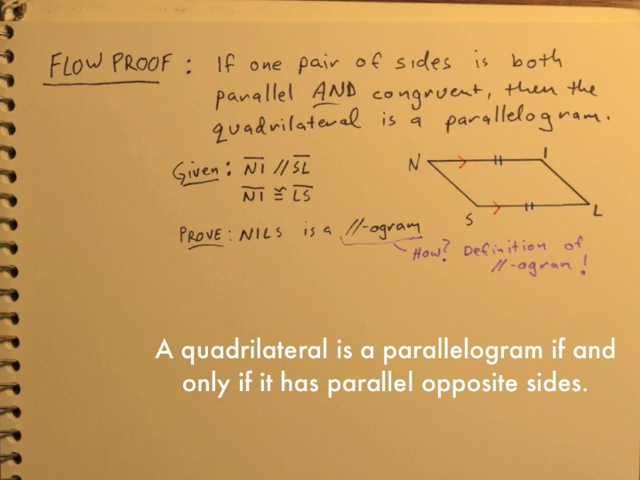 FLOW PROOF: If one pair of sides is both
parallel AND congruent, then the
quadrilateral is a parallelogram.
Given: NI // SL
NI ≅ LS
PROVE: NILS is a //-ogram
How? Definition of
//-ogram!
N
I
S
L
A quadrilateral is a parallelogram if and
only if it has parallel opposite sides.